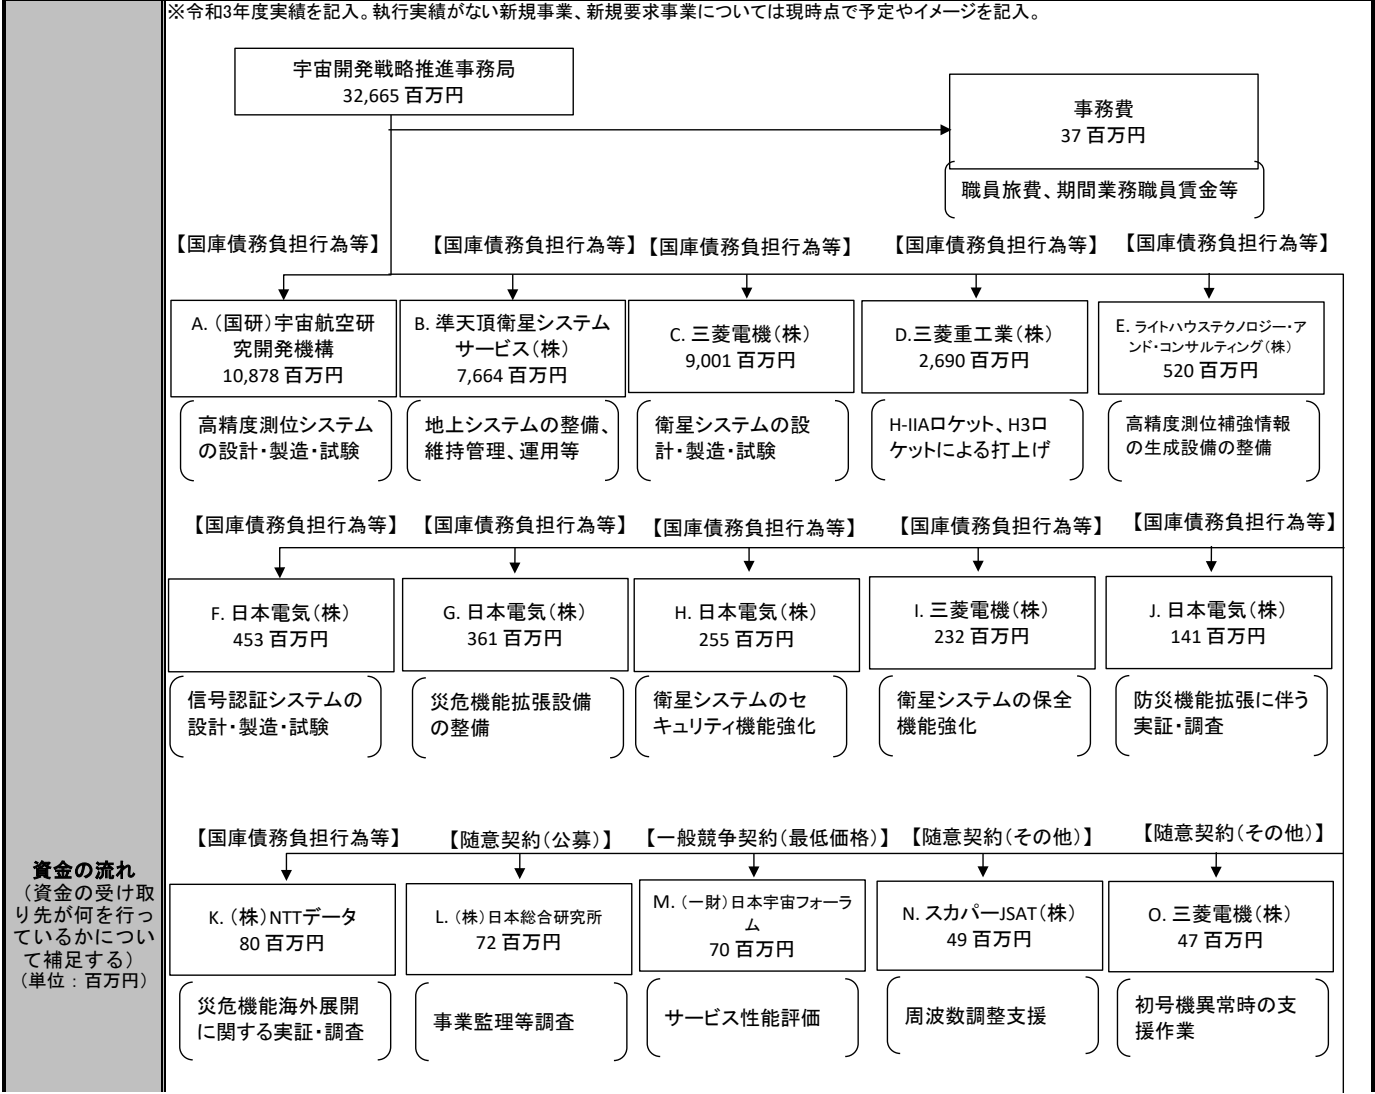 ※令和3年度実績を記入。執行実績がない新規事業、新規要求事業については現時点で予定やイメージを記入。
宇宙開発戦略推進事務局
32,665 百万円
事務費
37 百万円
職員旅費、期間業務職員賃金等
【国庫債務負担行為等】
【国庫債務負担行為等】
【国庫債務負担行為等】
【国庫債務負担行為等】
【国庫債務負担行為等】
A. (国研)宇宙航空研
究開発機構
10,878 百万円
B. 準天頂衛星システム
サービス(株)
7,664 百万円
C. 三菱電機(株)
9,001 百万円
D.三菱重工業(株)
2,690 百万円
E. ライトハウステクノロジー・ア
ンド・コンサルティング(株)
520 百万円
高精度測位システム
の設計・製造・試験
地上システムの整備、
維持管理、運用等
衛星システムの設
計・製造・試験
H-IIAロケット、H3ロ
ケットによる打上げ
高精度測位補強情報
の生成設備の整備
【国庫債務負担行為等】
【国庫債務負担行為等】
【国庫債務負担行為等】
【国庫債務負担行為等】
【国庫債務負担行為等】
F. 日本電気(株)
453 百万円
G. 日本電気(株)
361 百万円
H. 日本電気(株)
255 百万円
I. 三菱電機(株)
232 百万円
J. 日本電気(株)
141 百万円
信号認証システムの
設計・製造・試験
災危機能拡張設備
の整備
衛星システムのセ
キュリティ機能強化
衛星システムの保全
機能強化
防災機能拡張に伴う
実証・調査
【国庫債務負担行為等】
【随意契約(公募)】
【一般競争契約(最低価格)】
【随意契約(その他)】
【随意契約(その他)】
K. (株)NTTデータ
80 百万円
L. (株)日本総合研究所
72 百万円
M. (一財)日本宇宙フォーラ
ム
70 百万円
N. スカパーJSAT(株)
49 百万円
O. 三菱電機(株)
47 百万円
災危機能海外展開
に関する実証・調査
事業監理等調査
サービス性能評価
周波数調整支援
初号機異常時の支
援作業
資金の流れ
(資金の受け取
り先が何を行っ
ているかについ
て補足する)
(単位:百万円)